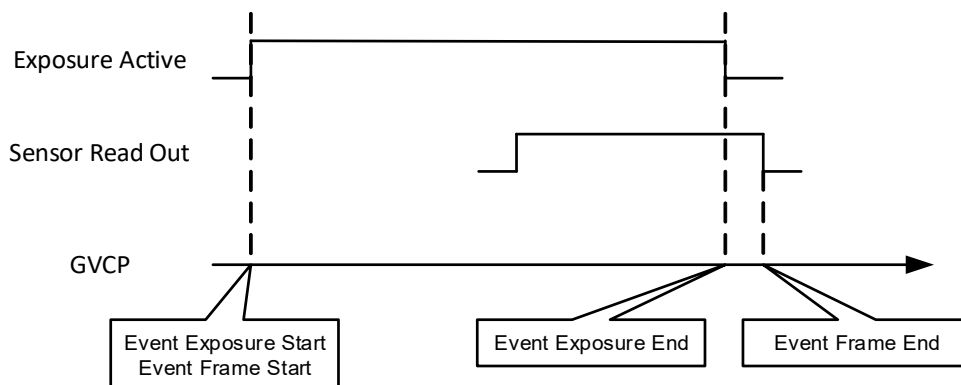 Exposure Active
Sensor Read Out
GVCP
Event Exposure Start
Event Frame Start
Event Exposure End
Event Frame End